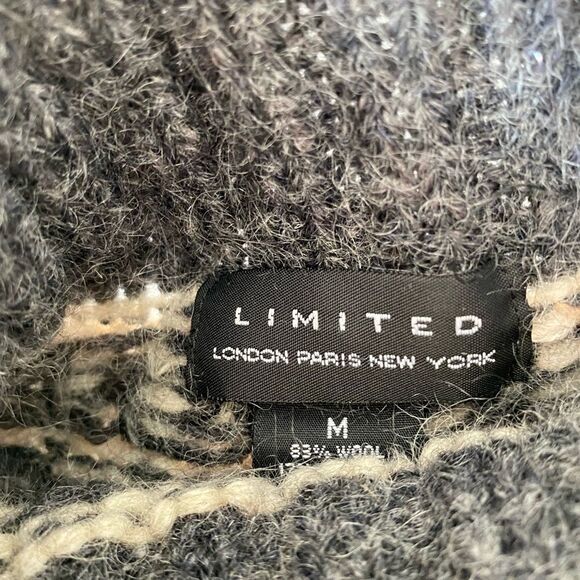 LIMITED
LONDON PARIS NEW YORK
M
83% WOOL